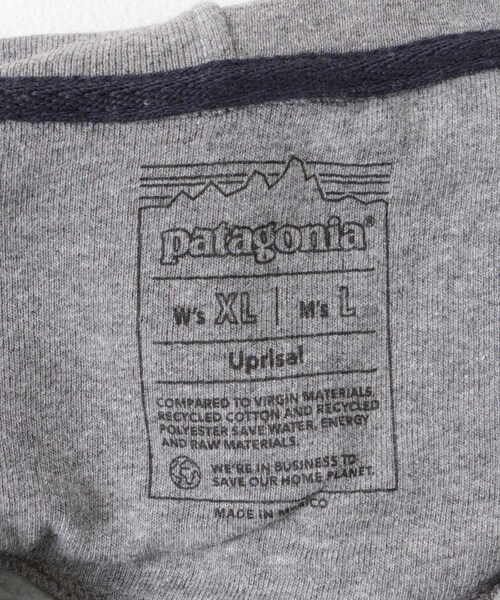 patagonia®
W's XL | M's L
Uprisal
COMPARED TO VIRGIN MATERIALS,
RECYCLED COTTON AND RECYCLED
POLYESTER SAVE WATER, ENERGY
AND RAW MATERIALS.
WE'RE IN BUSINESS TO
SAVE OUR HOME PLANET.
MADE IN MEXICO